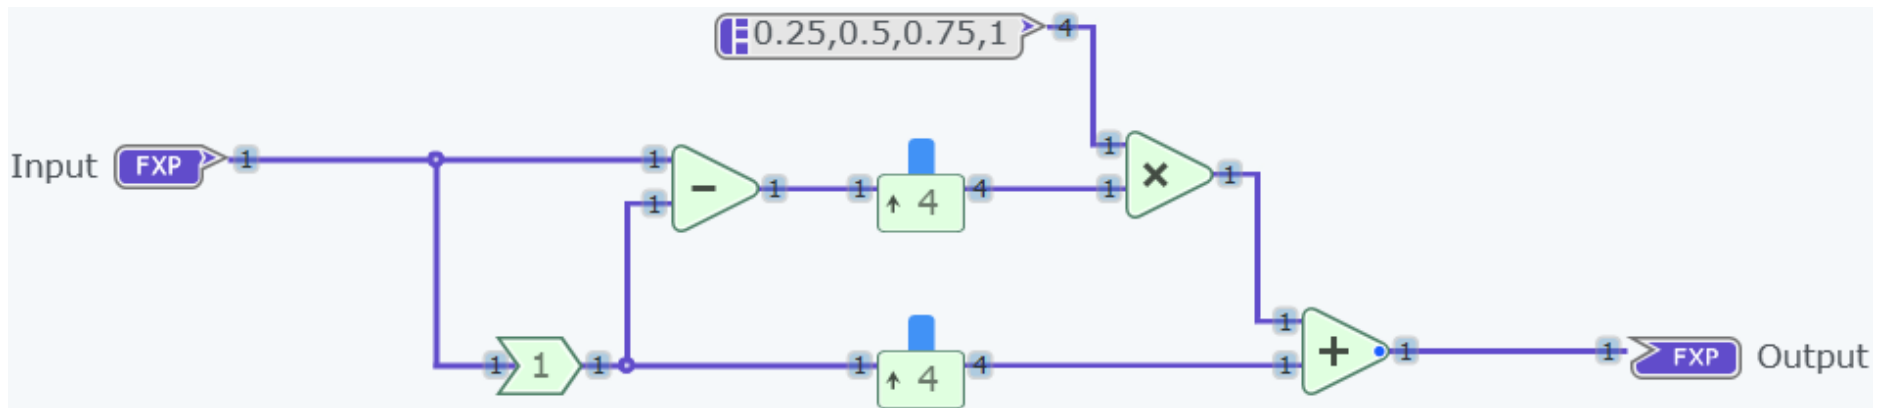 0.25,0.5,0.75,1 4
Input FXP 1 1 1 − 1 1 ↑ 4 4 1 1 × 1
1 1 1 1 ↑ 4 4 1 1 + 1 1 FXP Output